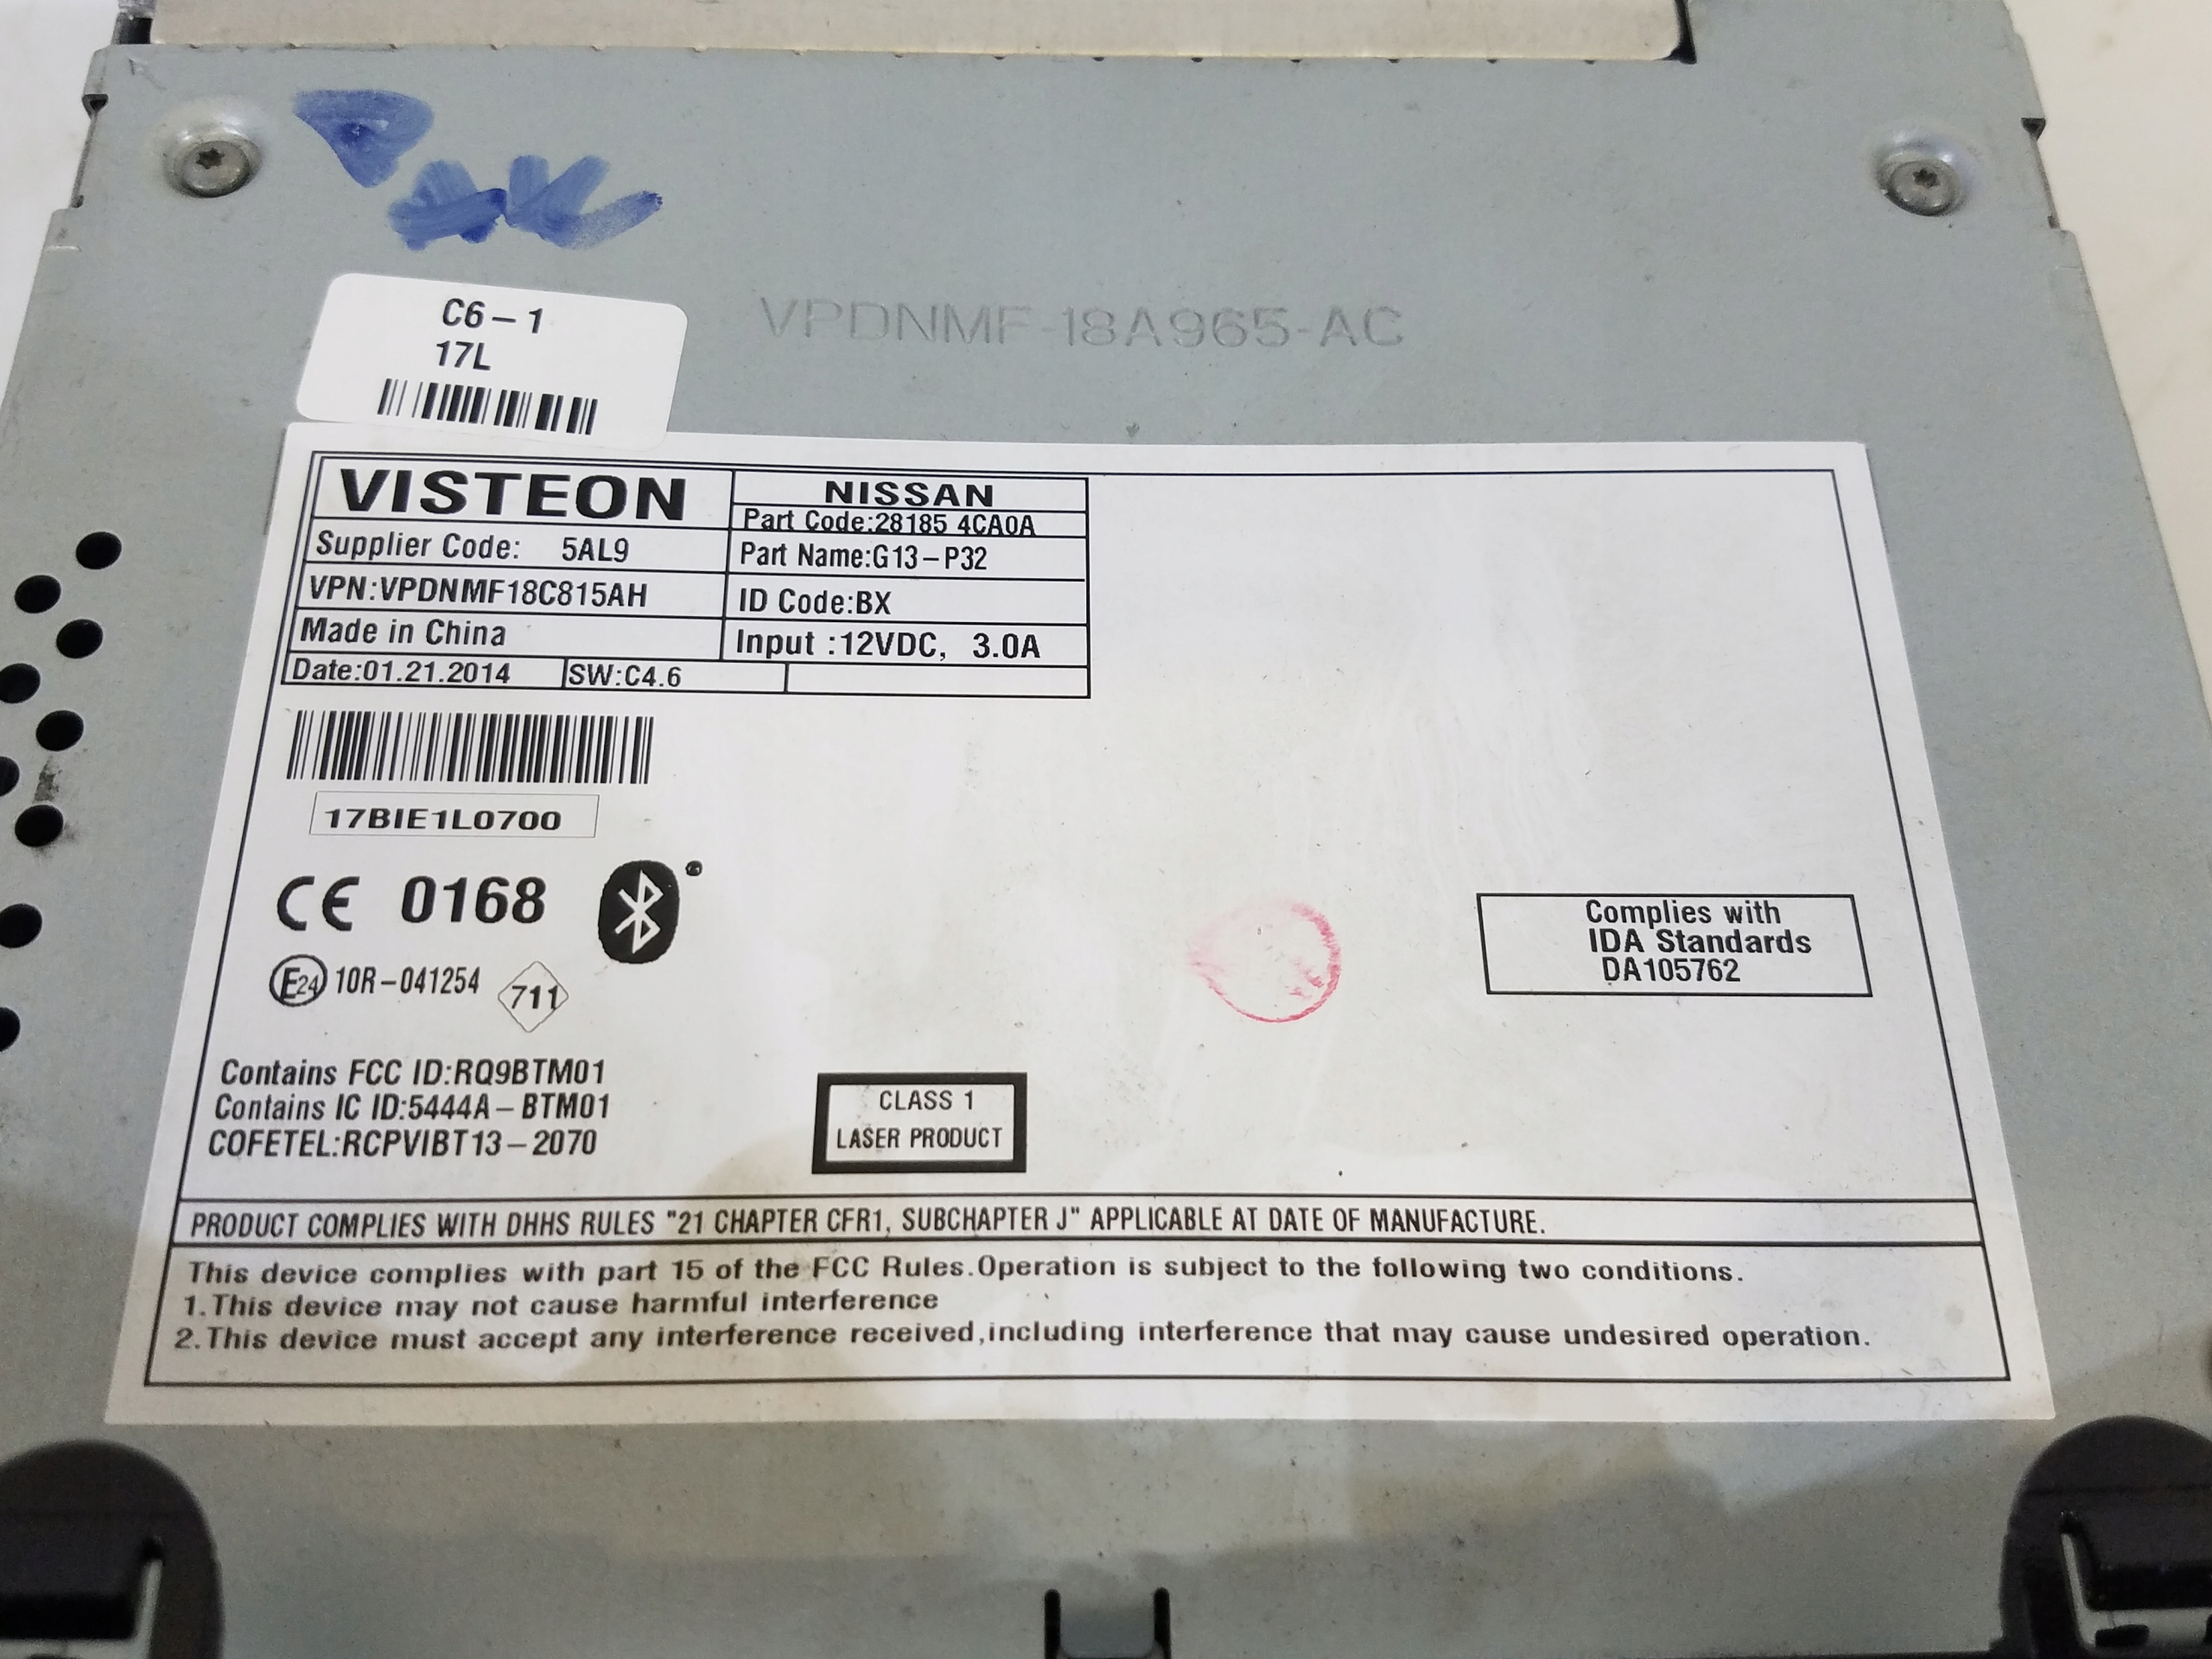 C6-1
17L
VPDNMF-18A965-AC
VISTEON
NISSAN
Part Code:28185 4CA0A
Supplier Code: 5AL9
Part Name:G13-P32
VPN:VPDNMF18C815AH
ID Code:BX
Made in China
Input :12VDC, 3.0A
Date:01.21.2014
SW:C4.6
17BIE1L0700
CE 0168
E24 10R-041254 711
Complies with
IDA Standards
DA105762
Contains FCC ID:RQ9BTM01
Contains IC ID:5444A-BTM01
COFETEL:RCPVIBT13-2070
CLASS 1
LASER PRODUCT
PRODUCT COMPLIES WITH DHHS RULES "21 CHAPTER CFR1, SUBCHAPTER J" APPLICABLE AT DATE OF MANUFACTURE.
This device complies with part 15 of the FCC Rules.Operation is subject to the following two conditions.
1.This device may not cause harmful interference
2.This device must accept any interference received,including interference that may cause undesired operation.